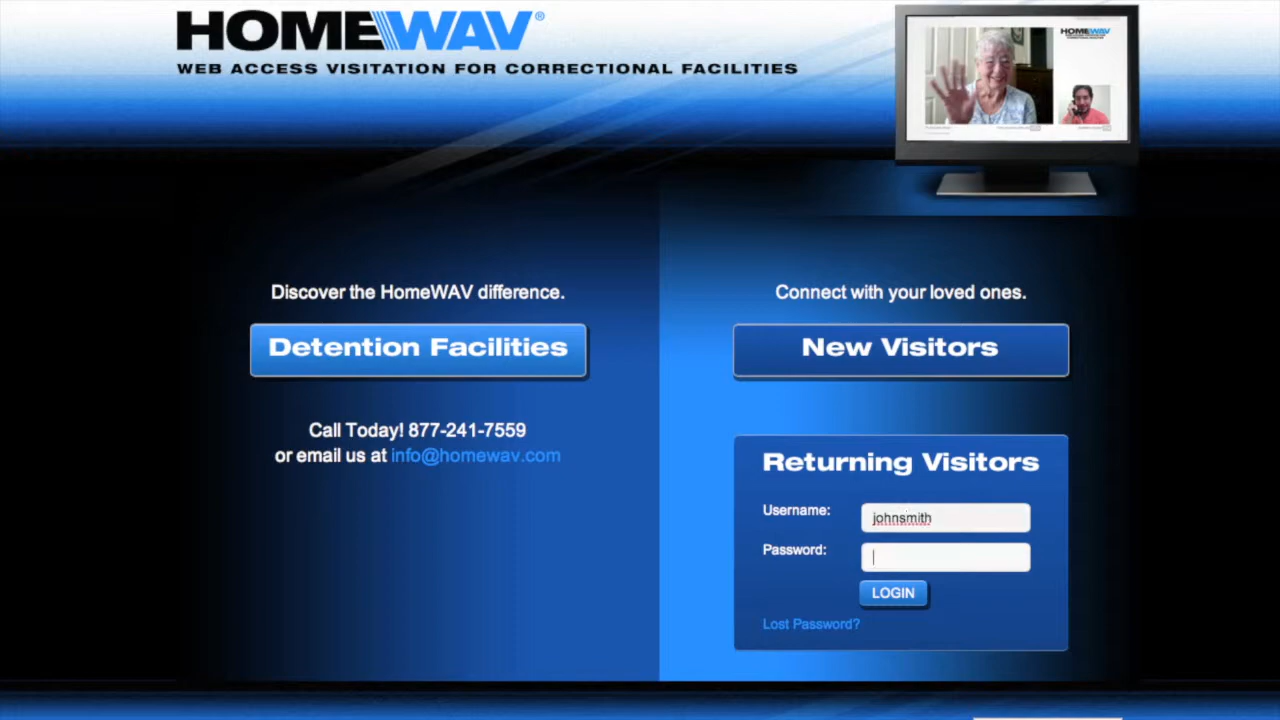 HOMEWAV®
WEB ACCESS VISITATION FOR CORRECTIONAL FACILITIES
HOMEWAV
Discover the HomeWAV difference.
Detention Facilities
Call Today! 877-241-7559
or email us at info@homewav.com
Connect with your loved ones.
New Visitors
Returning Visitors
Username: johnsmith
Password:
LOGIN
Lost Password?